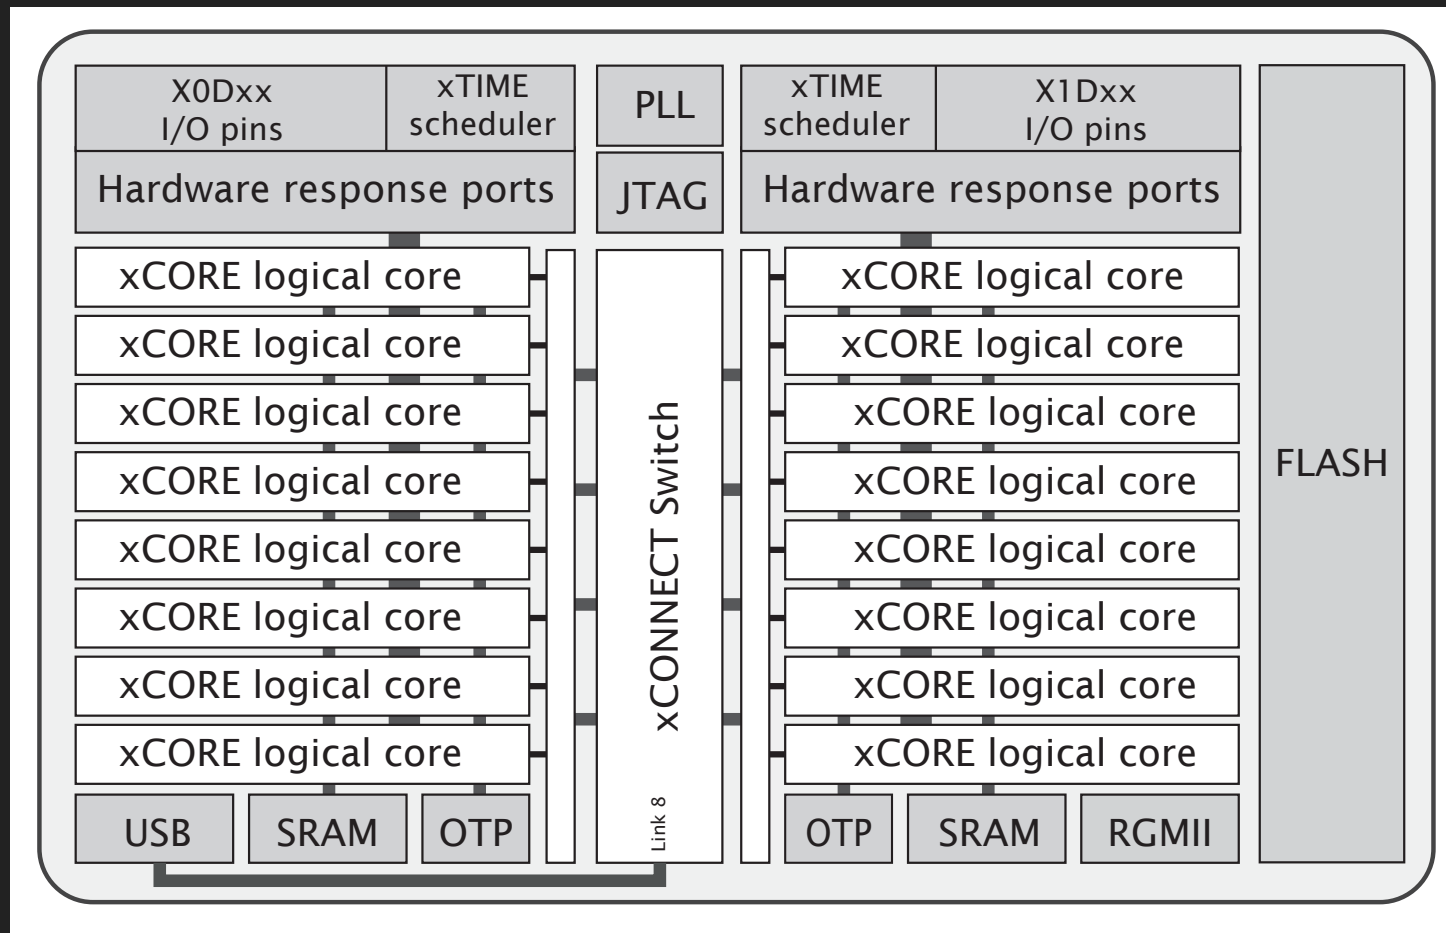 X0Dxx
I/O pins
xTIME
scheduler
Hardware response ports
PLL
JTAG
xTIME
scheduler
X1Dxx
I/O pins
Hardware response ports
xCORE logical core
xCORE logical core
xCORE logical core
xCORE logical core
xCORE logical core
xCORE logical core
xCORE logical core
xCORE logical core
USB
SRAM
OTP
xCONNECT Switch
Link 8
xCORE logical core
xCORE logical core
xCORE logical core
xCORE logical core
xCORE logical core
xCORE logical core
xCORE logical core
xCORE logical core
OTP
SRAM
RGMII
FLASH